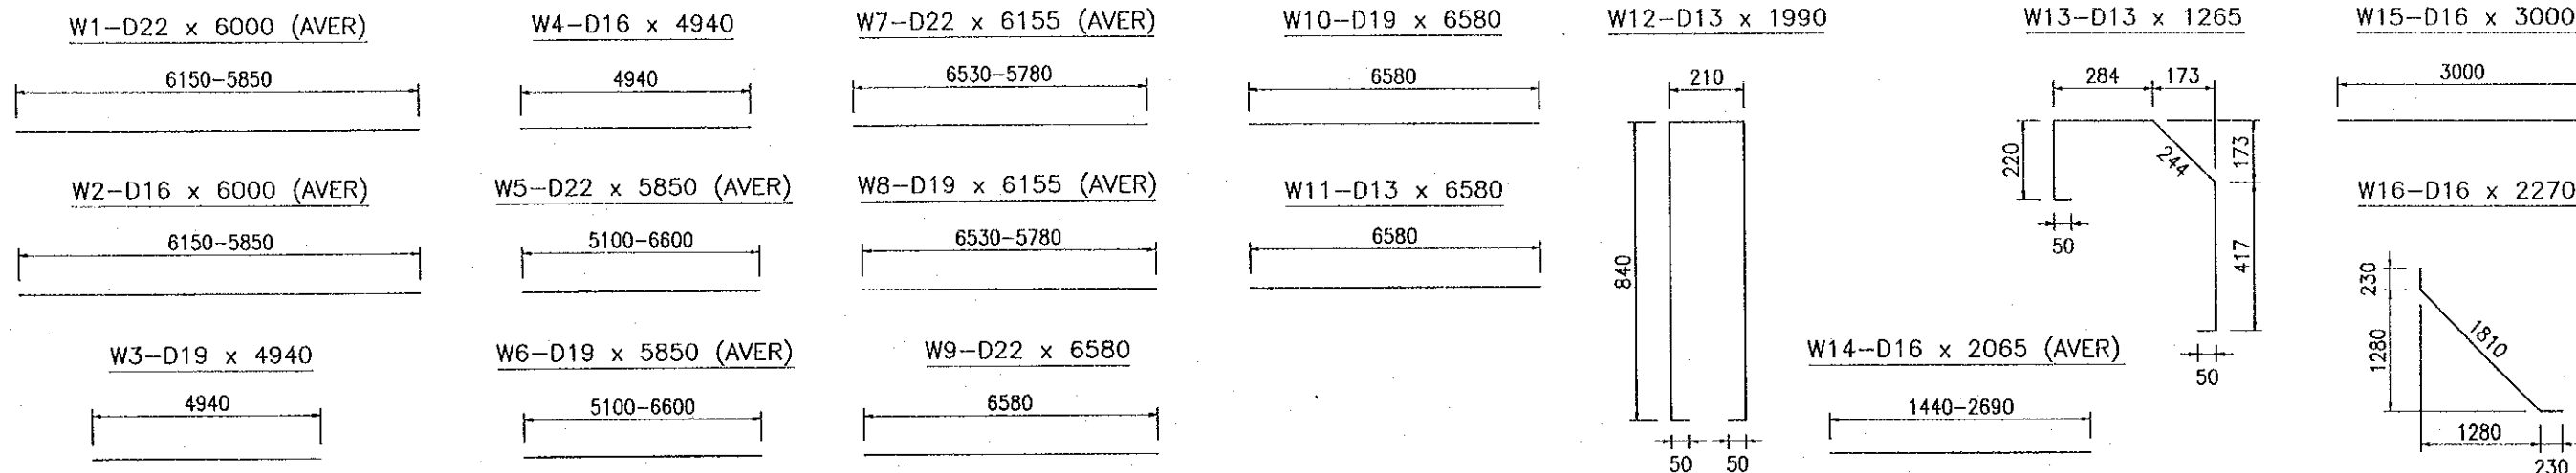 W1-D22 x 6000 (AVER)
6150-5850
W2-D16 x 6000 (AVER)
6150-5850
W3-D19 x 4940
4940
W4-D16 x 4940
4940
W5-D22 x 5850 (AVER)
5100-6600
W6-D19 x 5850 (AVER)
5100-6600
W7-D22 x 6155 (AVER)
6530-5780
W8-D19 x 6155 (AVER)
6530-5780
W9-D22 x 6580
6580
W10-D19 x 6580
6580
W11-D13 x 6580
6580
W12-D13 x 1990
210
840
50 50
W13-D13 x 1265
284 173
220
244
173
417
50
50
W14-D16 x 2065 (AVER)
1440-2690
W15-D16 x 3000
3000
W16-D16 x 2270
230
1280
1810
1280
230